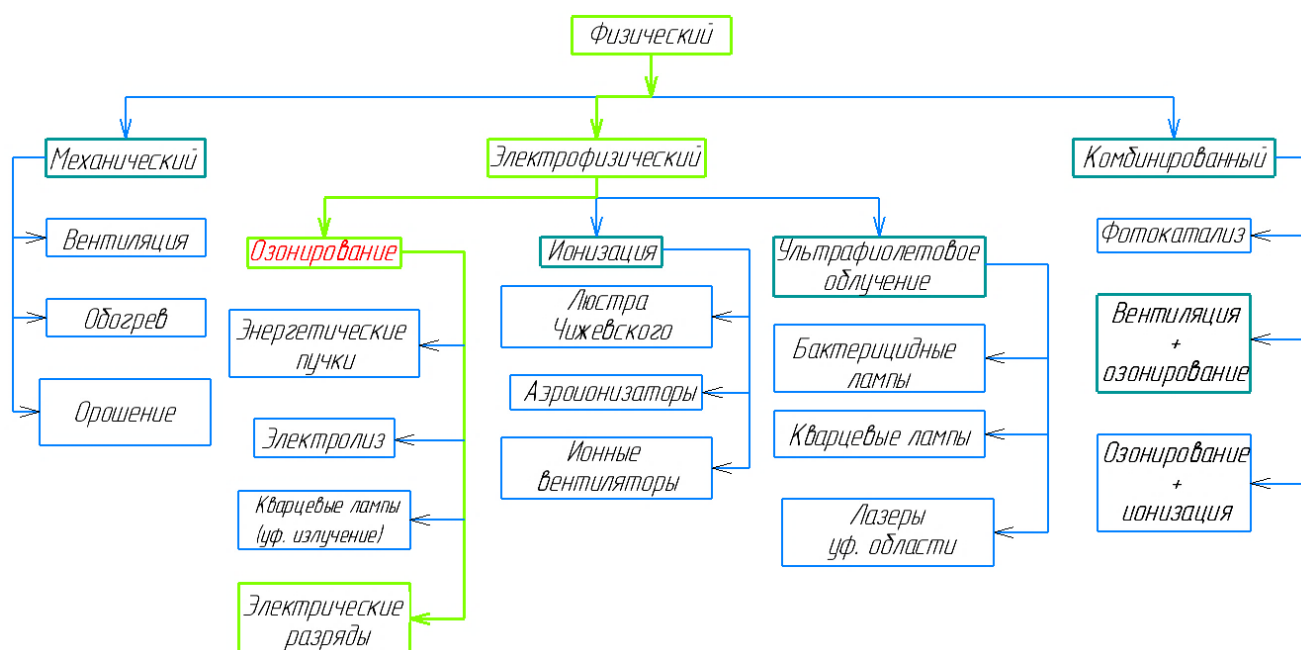 Физический
Механический
Электрофизический
Комбинированный
Вентиляция
Обогрев
Орошение
Озонирование
Энергетические
пучки
Электролиз
Кварцевые лампы
(уф. излучение)
Электрические
разряды
Ионизация
Люстра
Чижевского
Аэроионизаторы
Ионные
вентиляторы
Ультрафиолетовое
облучение
Бактерицидные
лампы
Кварцевые лампы
Лазеры
уф. области
Фотокатализ
Вентиляция
+
озонирование
Озонирование
+
ионизация